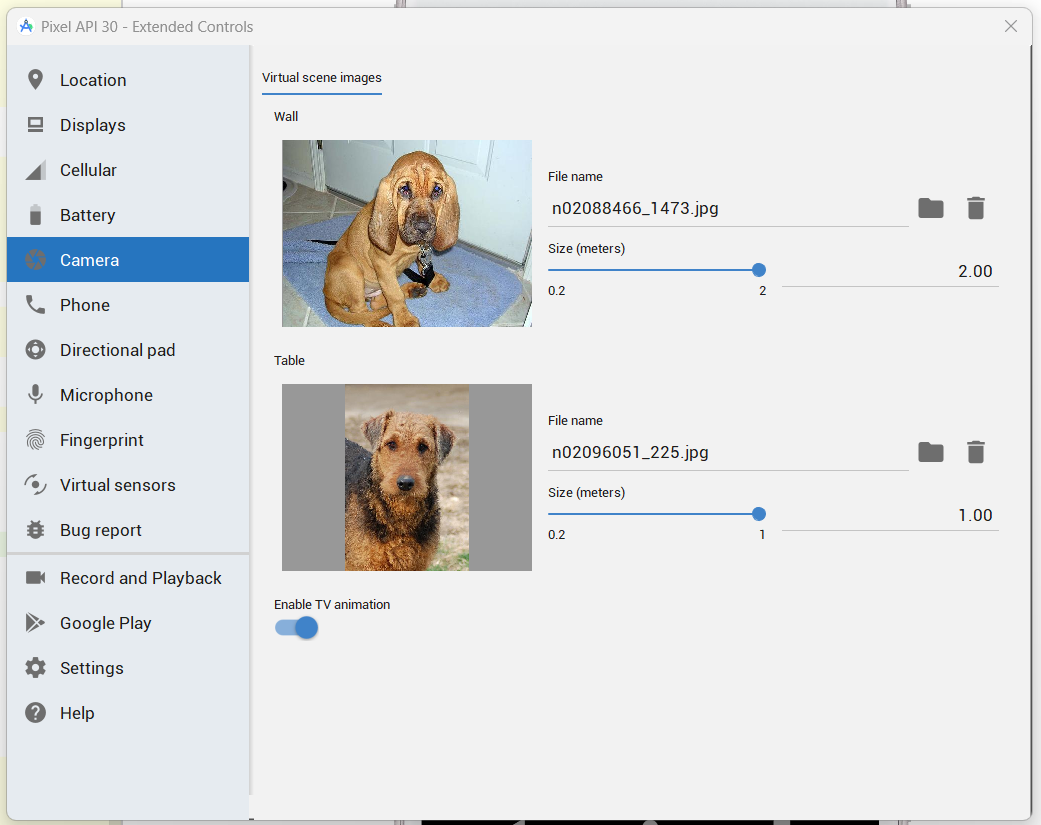 Pixel API 30 - Extended Controls
Location
Displays
Cellular
Battery
Camera
Phone
Directional pad
Microphone
Fingerprint
Virtual sensors
Bug report
Record and Playback
Google Play
Settings
Help
Virtual scene images
Wall
File name
n02088466_1473.jpg
Size (meters)
2.00
0.2 2
Table
File name
n02096051_225.jpg
Size (meters)
1.00
0.2 1
Enable TV animation